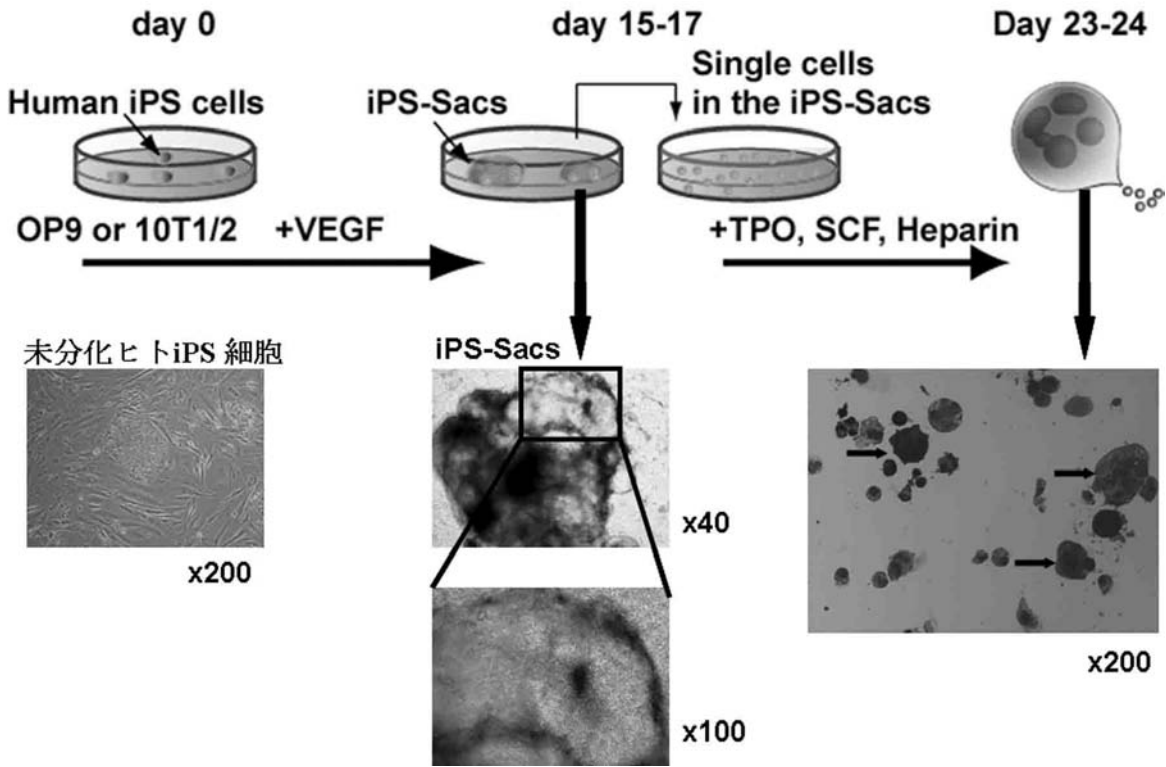 day 0
day 15-17
Day 23-24
Human iPS cells
iPS-Sacs
Single cells
in the iPS-Sacs
OP9 or 10T1/2 +VEGF
+TPO, SCF, Heparin
未分化ヒトiPS 細胞
x200
iPS-Sacs
x40
x100
x200